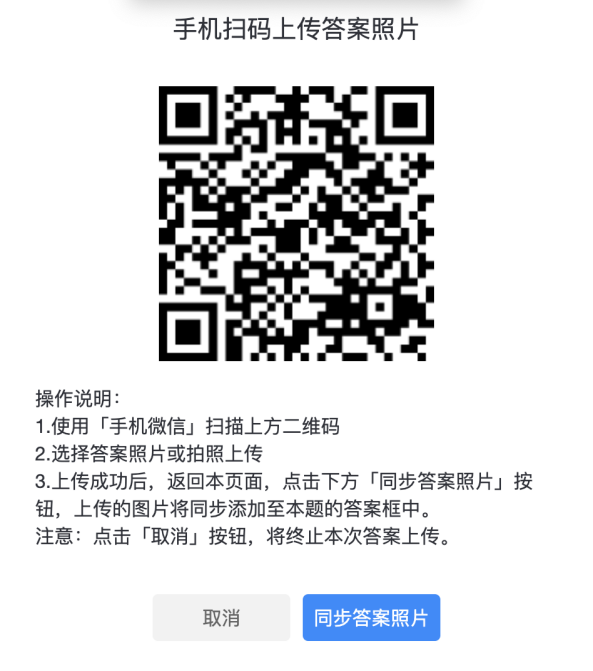 手机扫码上传答案照片
操作说明：
1.使用「手机微信」扫描上方二维码
2.选择答案照片或拍照上传
3.上传成功后，返回本页面，点击下方「同步答案照片」按
钮，上传的图片将同步添加至本题的答案框中。
注意：点击「取消」按钮，将终止本次答案上传。
取消
同步答案照片